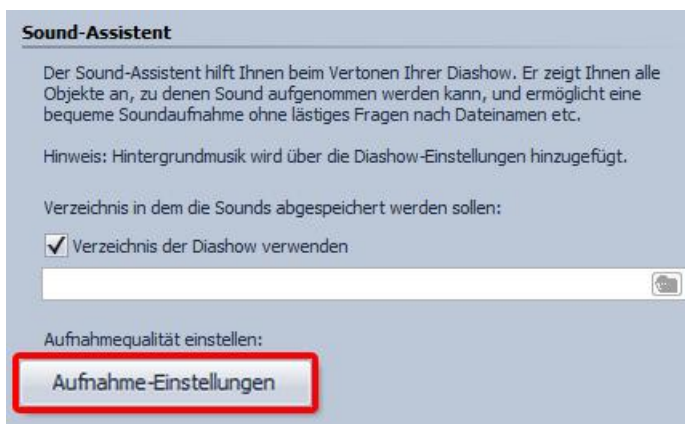 Sound-Assistent
Der Sound-Assistent hilft Ihnen beim Vertonen Ihrer Diashow. Er zeigt Ihnen alle
Objekte an, zu denen Sound aufgenommen werden kann, und ermöglicht eine
bequeme Soundaufnahme ohne lästiges Fragen nach Dateinamen etc.
Hinweis: Hintergrundmusik wird über die Diashow-Einstellungen hinzugefügt.
Verzeichnis in dem die Sounds abgespeichert werden sollen:
Verzeichnis der Diashow verwenden
Aufnahmequalität einstellen:
Aufnahme-Einstellungen